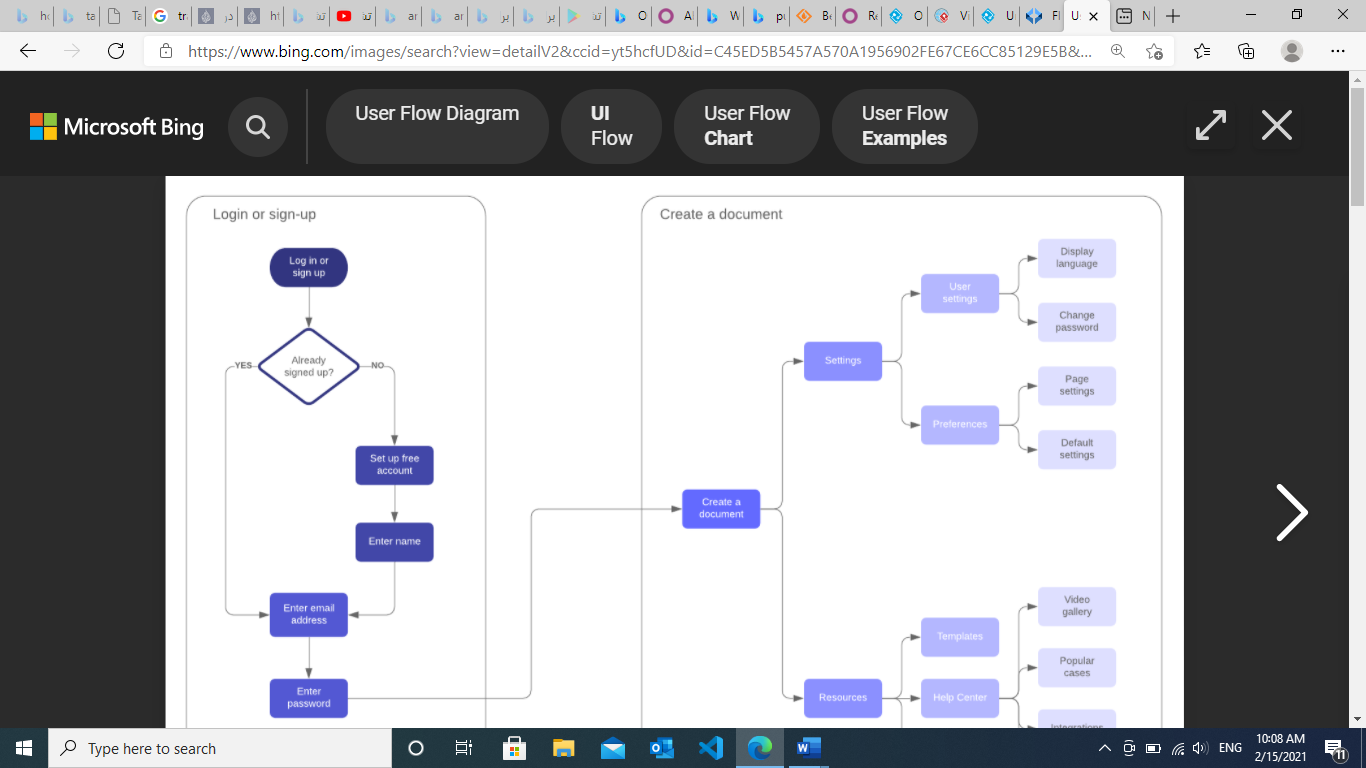 https://www.bing.com/images/search?view=detailV2&ccid=yt5hcfUD&id=C45ED5B5457A570A1956902FE67CE6CC85129E5B&...
Microsoft Bing
User Flow Diagram
UI
Flow
User Flow
Chart
User Flow
Examples
Login or sign-up
Log in or
sign up
Already
signed up?
YES
NO
Set up free
account
Enter name
Enter email
address
Enter
password
Create a document
Create a
document
Settings
User
settings
Display
language
Change
password
Preferences
Page
settings
Default
settings
Resources
Templates
Help Center
Video
gallery
Popular
cases
Integrations
Type here to search
ENG
10:08 AM
2/15/2021
11